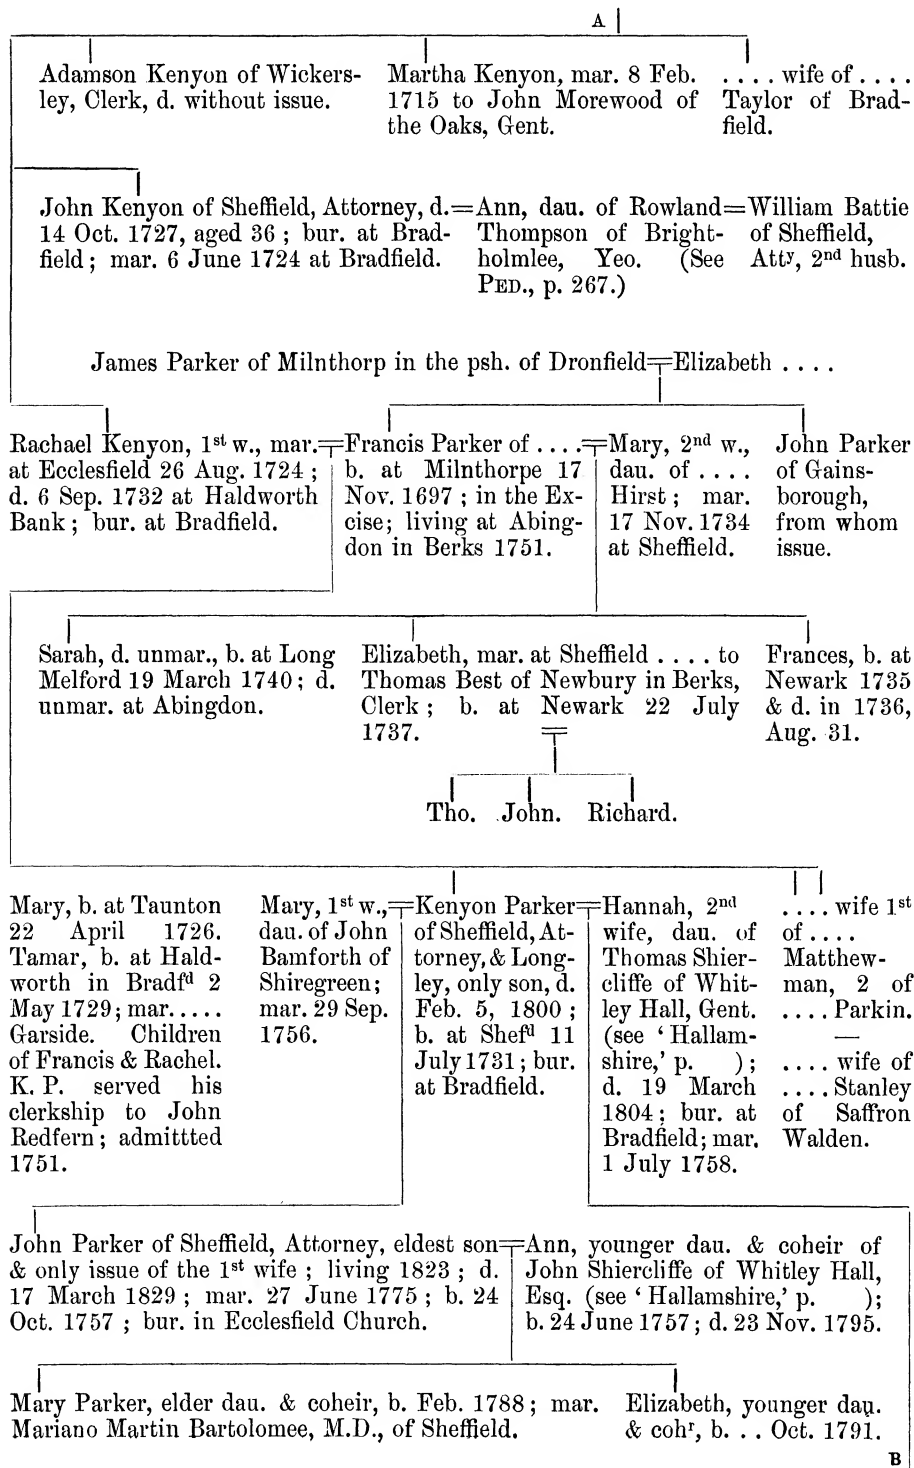 A
Adamson Kenyon of Wickers-
ley, Clerk, d. without issue.
Martha Kenyon, mar. 8 Feb.
1715 to John Morewood of
the Oaks, Gent.
. . . . wife of . . . .
Taylor of Brad-
field.
John Kenyon of Sheffield, Attorney, d.=
14 Oct. 1727, aged 36 ; bur. at Brad-
field ; mar. 6 June 1724 at Bradfield.
Ann, dau. of Rowland=
Thompson of Bright-
holmlee, Yeo. (See
PED., p. 267.)
William Battie
of Sheffield,
Attʸ, 2ⁿᵈ husb.
James Parker of Milnthorp in the psh. of Dronfield=Elizabeth . . . .
Rachael Kenyon, 1ˢᵗ w., mar.=
at Ecclesfield 26 Aug. 1724 ;
d. 6 Sep. 1732 at Haldworth
Bank ; bur. at Bradfield.
Francis Parker of . . . .=
b. at Milnthorpe 17
Nov. 1697 ; in the Ex-
cise; living at Abing-
don in Berks 1751.
Mary, 2ⁿᵈ w.,
dau. of . . . .
Hirst ; mar.
17 Nov. 1734
at Sheffield.
John Parker
of Gains-
borough,
from whom
issue.
Sarah, d. unmar., b. at Long
Melford 19 March 1740 ; d.
unmar. at Abingdon.
Elizabeth, mar. at Sheffield . . . . to
Thomas Best of Newbury in Berks,
Clerk ; b. at Newark 22 July
1737. =
Frances, b. at
Newark 1735
& d. in 1736,
Aug. 31.
Tho. John. Richard.
Mary, b. at Taunton
22 April 1726.
Tamar, b. at Hald-
worth in Bradfᵈ 2
May 1729 ; mar. . . . .
Garside. Children
of Francis & Rachel.
K. P. served his
clerkship to John
Redfern ; admittted
1751.
Mary, 1ˢᵗ w.,=
dau. of John
Bamforth of
Shiregreen;
mar. 29 Sep.
1756.
Kenyon Parker=
of Sheffield, At-
torney, & Long-
ley, only son, d.
Feb. 5, 1800 ;
b. at Shefᵈ 11
July 1731 ; bur.
at Bradfield.
Hannah, 2ⁿᵈ
wife, dau. of
Thomas Shier-
cliffe of Whit-
ley Hall, Gent.
(see ‘ Hallam-
shire,’ p. ) ;
d. 19 March
1804 ; bur. at
Bradfield ; mar.
1 July 1758.
. . . . wife 1ˢᵗ
of . . . .
Matthew-
man, 2 of
. . . . Parkin.
—
. . . . wife of
. . . . Stanley
of Saffron
Walden.
John Parker of Sheffield, Attorney, eldest son=
& only issue of the 1ˢᵗ wife ; living 1823 ; d.
17 March 1829 ; mar. 27 June 1775 ; b. 24
Oct. 1757 ; bur. in Ecclesfield Church.
Ann, younger dau. & coheir of
John Shiercliffe of Whitley Hall,
Esq. (see ‘ Hallamshire,’ p. );
b. 24 June 1757 ; d. 23 Nov. 1795.
Mary Parker, elder dau. & coheir, b. Feb. 1788 ; mar.
Mariano Martin Bartolomee, M.D., of Sheffield.
Elizabeth, younger dau.
& cohʳ, b. . . Oct. 1791.
B